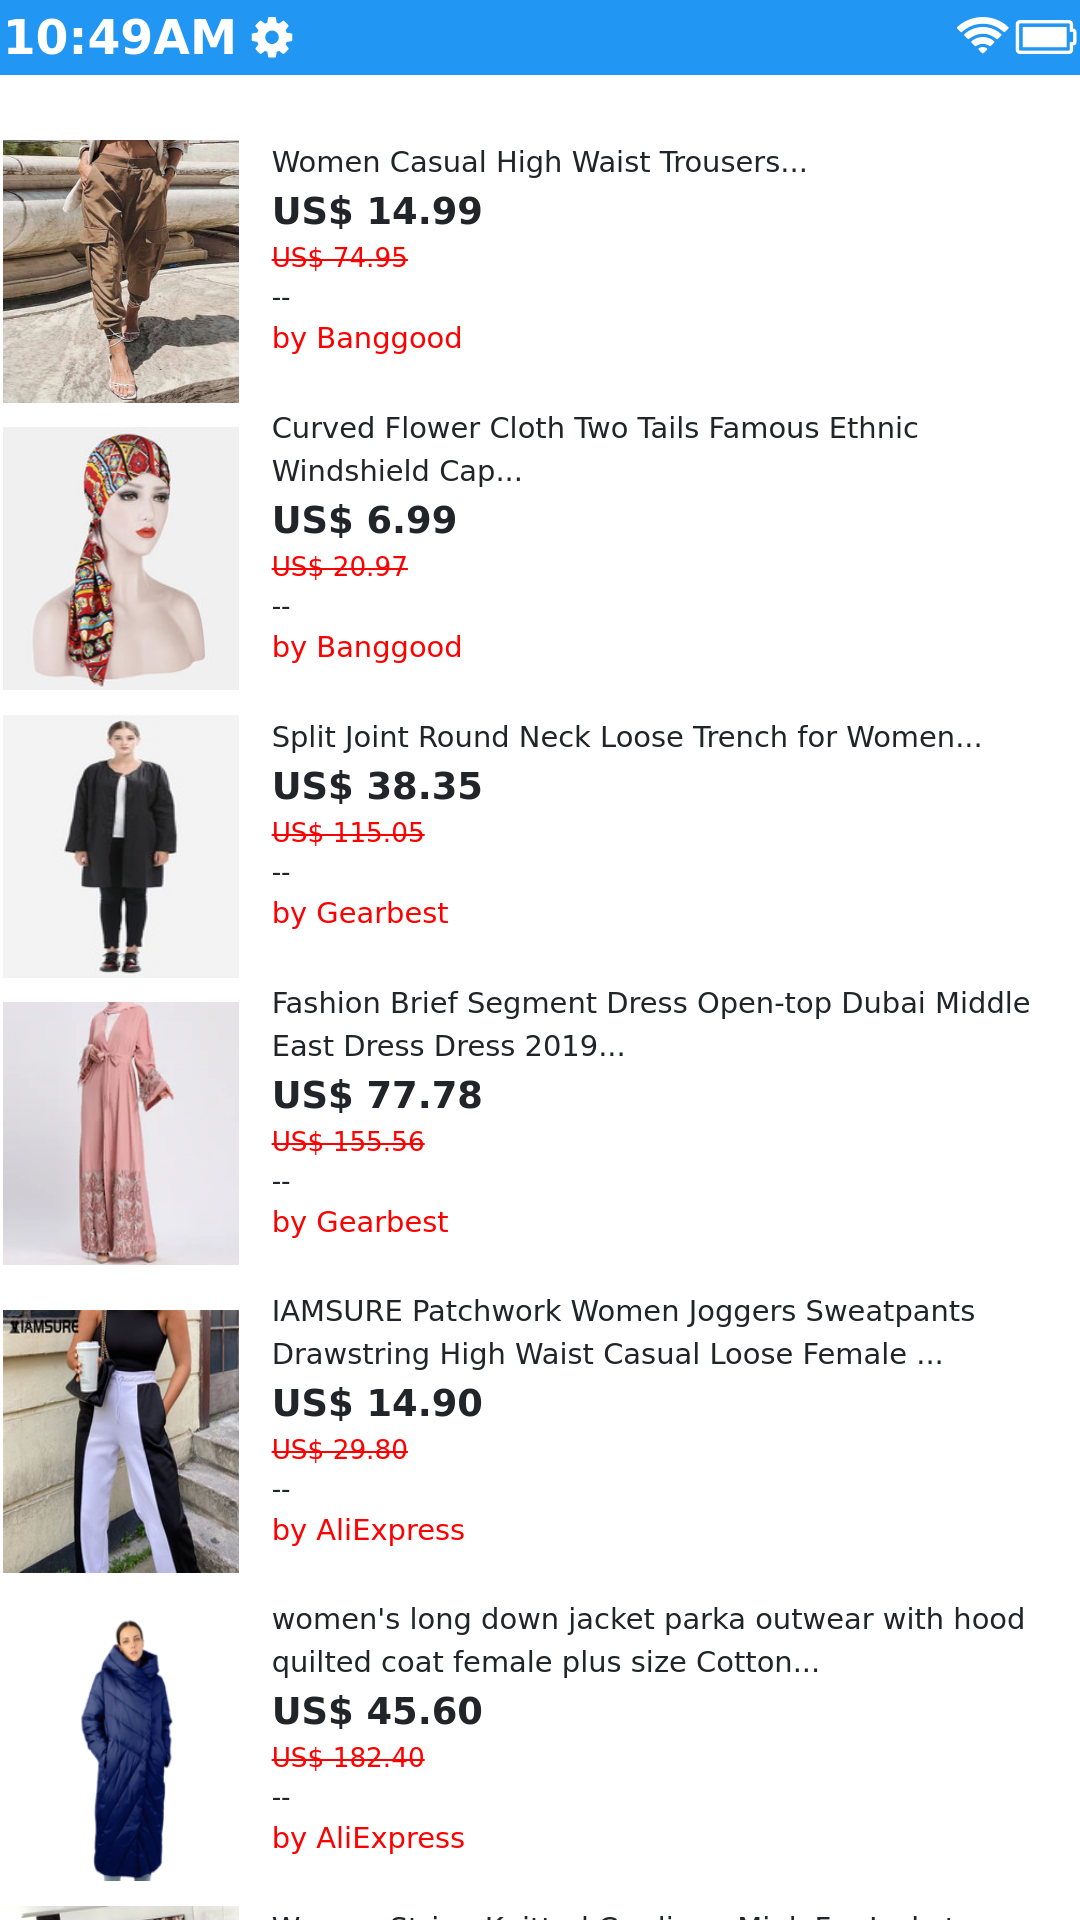 10:49AM
Women Casual High Waist Trousers...
US$ 14.99
US$ 74.95
--
by Banggood
Curved Flower Cloth Two Tails Famous Ethnic
Windshield Cap...
US$ 6.99
US$ 20.97
--
by Banggood
Split Joint Round Neck Loose Trench for Women...
US$ 38.35
US$ 115.05
--
by Gearbest
Fashion Brief Segment Dress Open-top Dubai Middle
East Dress Dress 2019...
US$ 77.78
US$ 155.56
--
by Gearbest
IAMSURE
IAMSURE Patchwork Women Joggers Sweatpants
Drawstring High Waist Casual Loose Female ...
US$ 14.90
US$ 29.80
--
by AliExpress
women's long down jacket parka outwear with hood
quilted coat female plus size Cotton...
US$ 45.60
US$ 182.40
--
by AliExpress